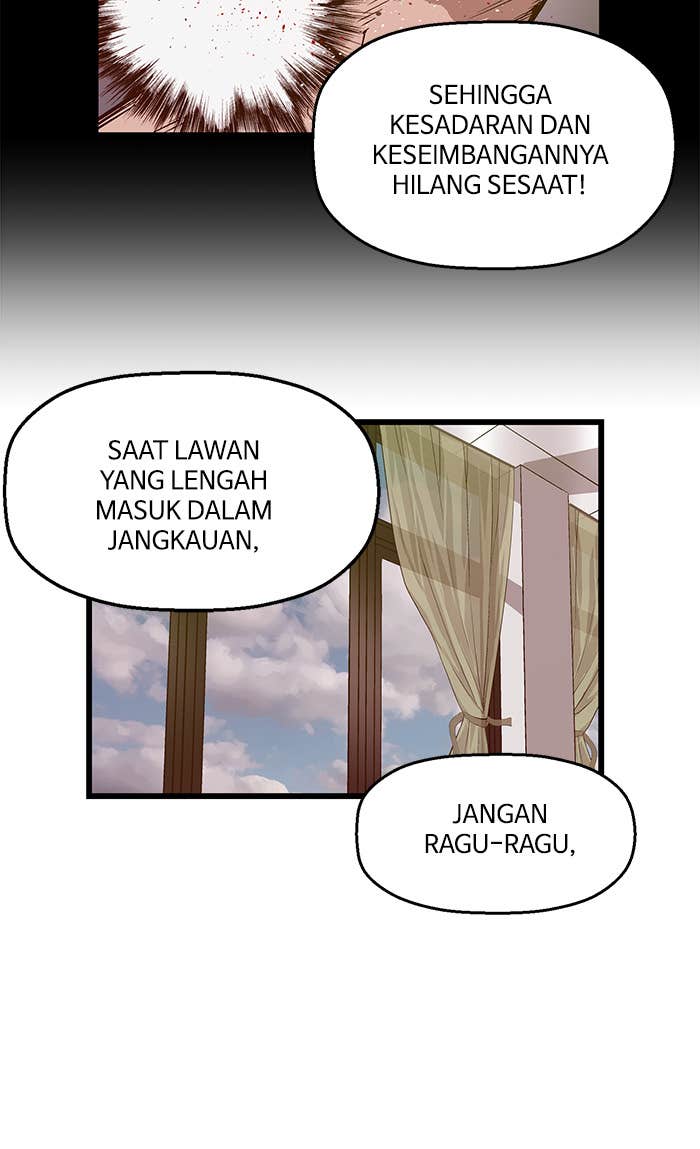 SEHINGGA
KESADARAN DAN
KESEIMBANGANNYA
HILANG SESAAT!
SAAT LAWAN
YANG LENGAH
MASUK DALAM
JANGKAUAN,
JANGAN
RAGU-RAGU,